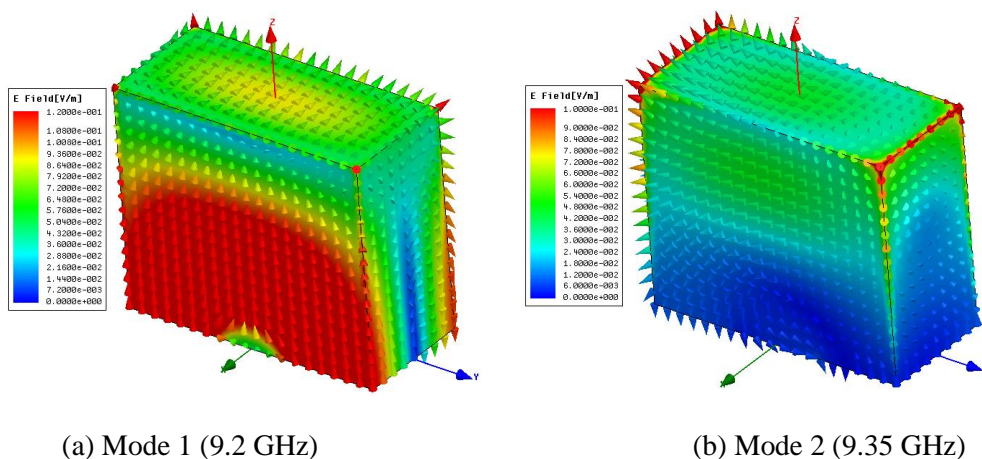 Z
E Field[V/m]
1.2000e-001
1.0800e-001
1.0080e-001
9.3600e-002
8.6400e-002
7.9200e-002
7.2000e-002
6.4800e-002
5.7600e-002
5.0400e-002
4.3200e-002
3.6000e-002
2.8800e-002
2.1600e-002
1.4400e-002
7.2000e-003
0.0000e+000
X
Y
Z
E Field[V/m]
1.0000e-001
9.0000e-002
8.4000e-002
7.8000e-002
7.2000e-002
6.6000e-002
6.0000e-002
5.4000e-002
4.8000e-002
4.2000e-002
3.6000e-002
3.0000e-002
2.4000e-002
1.8000e-002
1.2000e-002
6.0000e-003
0.0000e+000
X
(a) Mode 1 (9.2 GHz)
(b) Mode 2 (9.35 GHz)